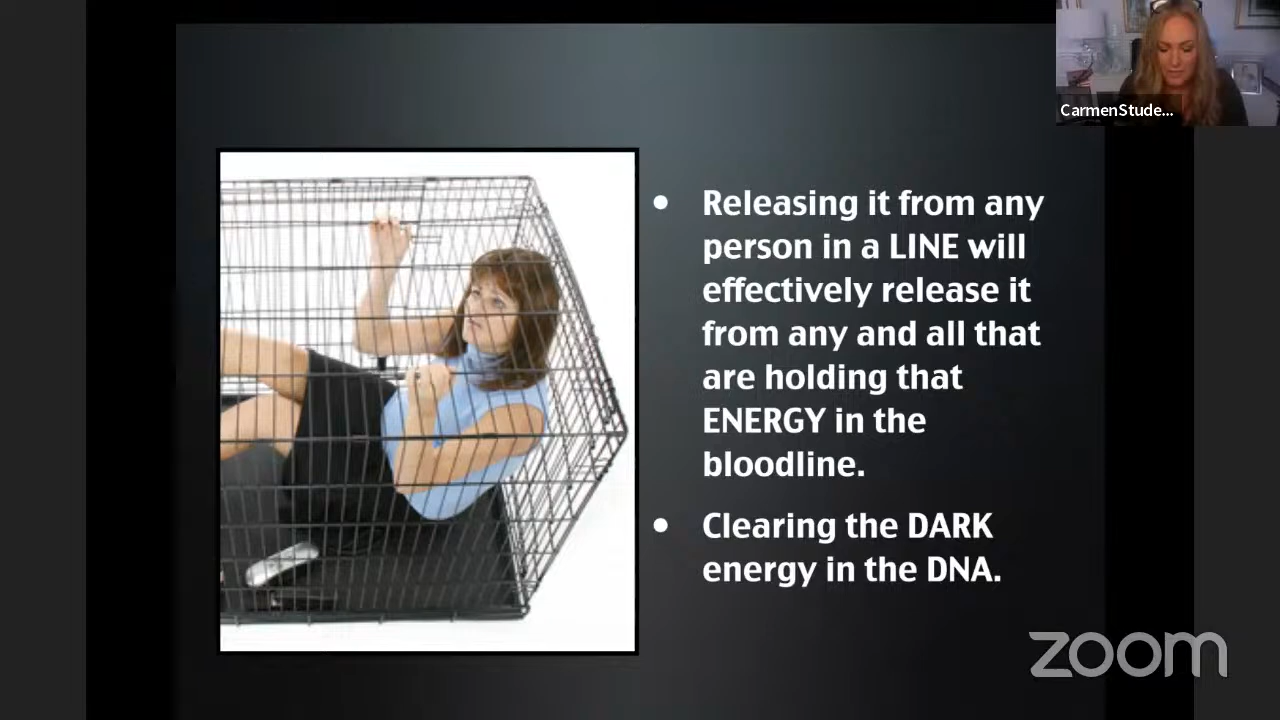 CarmenStude...
• Releasing it from any
person in a LINE will
effectively release it
from any and all that
are holding that
ENERGY in the
bloodline.
• Clearing the DARK
energy in the DNA.
zoom